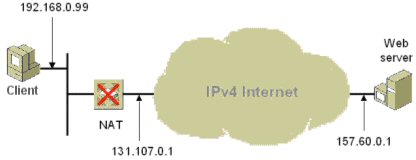 192.168.0.99
Client
NAT
131.107.0.1
IPv4 Internet
Web
server
157.60.0.1